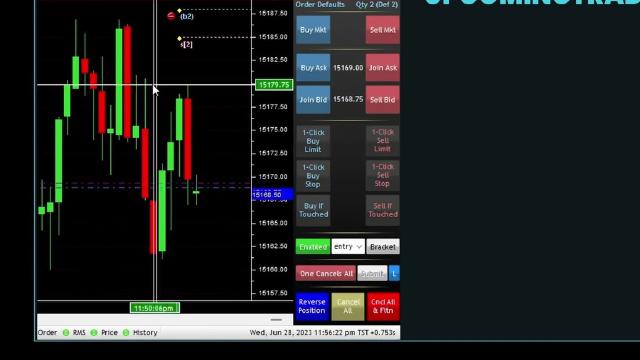 Order Defaults Qty 2 (Def 2)
15187.50
(b2)
15185.00
s[2]
15182.50
15179.75
15177.50
15175.00
15172.50
15170.00
15168.50
15165.00
15162.50
15160.00
15157.50
11:50:06pm
Buy Mkt
Sell Mkt
Buy Ask 15169.00 Join Ask
Join Bid 15168.75 Sell Bid
1-Click Buy Limit
1-Click Sell Limit
1-Click Buy Stop
1-Click Sell Stop
Buy If Touched
Sell If Touched
Enabled entry Bracket
One Cancels All Submit L
Reverse Position
Cancel All
Cncl All & Fltn
Order RMS Price History Wed, Jun 28, 2023 11:56:22 pm TST +0.753s